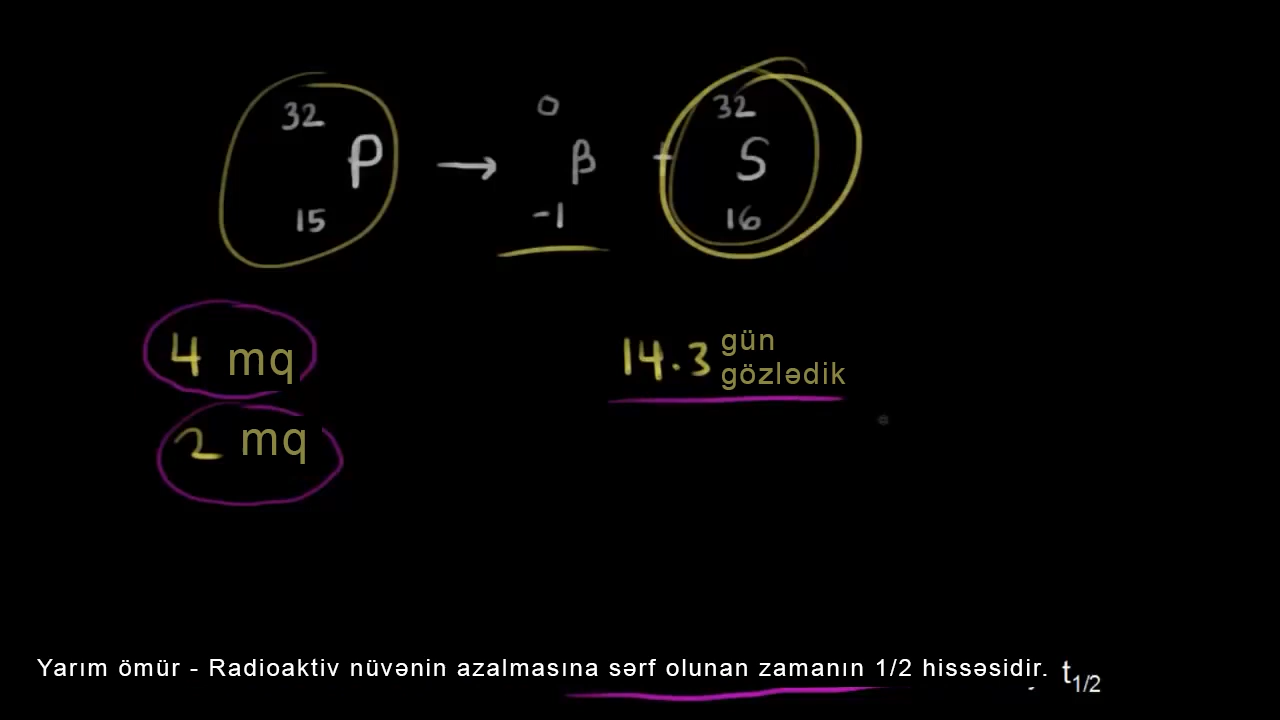 32 0 32
P → β + S
15 -1 16
4 mq
14.3 gün
gözlədik
2 mq
Yarım ömür - Radioaktiv nüvənin azalmasına sərf olunan zamanın 1/2 hissəsidir. t1/2